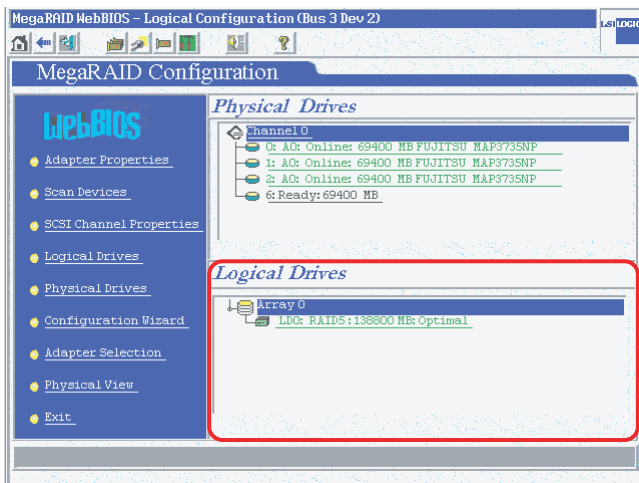 MegaRAID WebBIOS - Logical Configuration (Bus 3 Dev 2)
LSI LOGIC
MegaRAID Configuration
WebBIOS
Adapter Properties
Scan Devices
SCSI Channel Properties
Logical Drives
Physical Drives
Configuration Wizard
Adapter Selection
Physical View
Exit
Physical Drives
Channel 0
0: A0: Online: 69400 MB FUJITSU MAP3735NP
1: A0: Online: 69400 MB FUJITSU MAP3735NP
2: A0: Online: 69400 MB FUJITSU MAP3735NP
6: Ready: 69400 MB
Logical Drives
Array 0
LD0: RAID5 : 138800 MB: Optimal